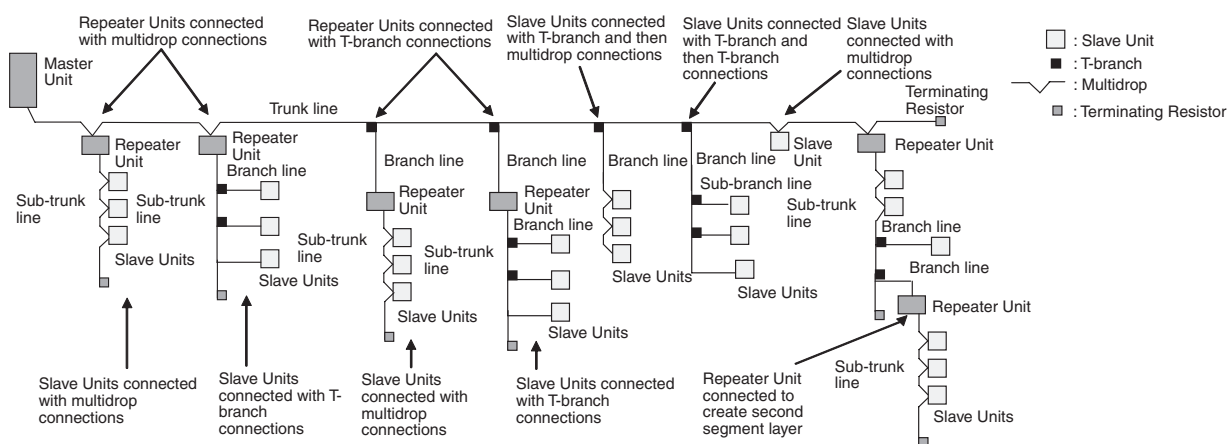 Repeater Units connected
with multidrop connections
Repeater Units connected
with T-branch connections
Slave Units connected
with T-branch and then
multidrop connections
Slave Units connected
with T-branch and
then T-branch
connections
Slave Units
connected with
multidrop
connections
: Slave Unit
: T-branch
: Multidrop
: Terminating Resistor
Master
Unit
Trunk line
Terminating
Resistor
Repeater
Unit
Repeater
Unit
Branch line
Sub-trunk
line
Sub-trunk
line
Slave Units
Slave Units
Branch line
Repeater
Unit
Sub-trunk
line
Slave Units
Branch line
Repeater
Unit
Branch line
Sub-trunk
line
Slave Units
Branch line
Slave Units
Branch line
Sub-branch line
Slave Units
Slave
Unit
Repeater Unit
Sub-trunk
line
Branch line
Branch line
Repeater Unit
Sub-trunk
line
Slave Units
Slave Units connected
with multidrop
connections
Slave Units
connected with T-
branch
connections
Slave Units
connected with
multidrop
connections
Slave Units connected
with T-branch
connections
Repeater Unit
connected to
create second
segment layer